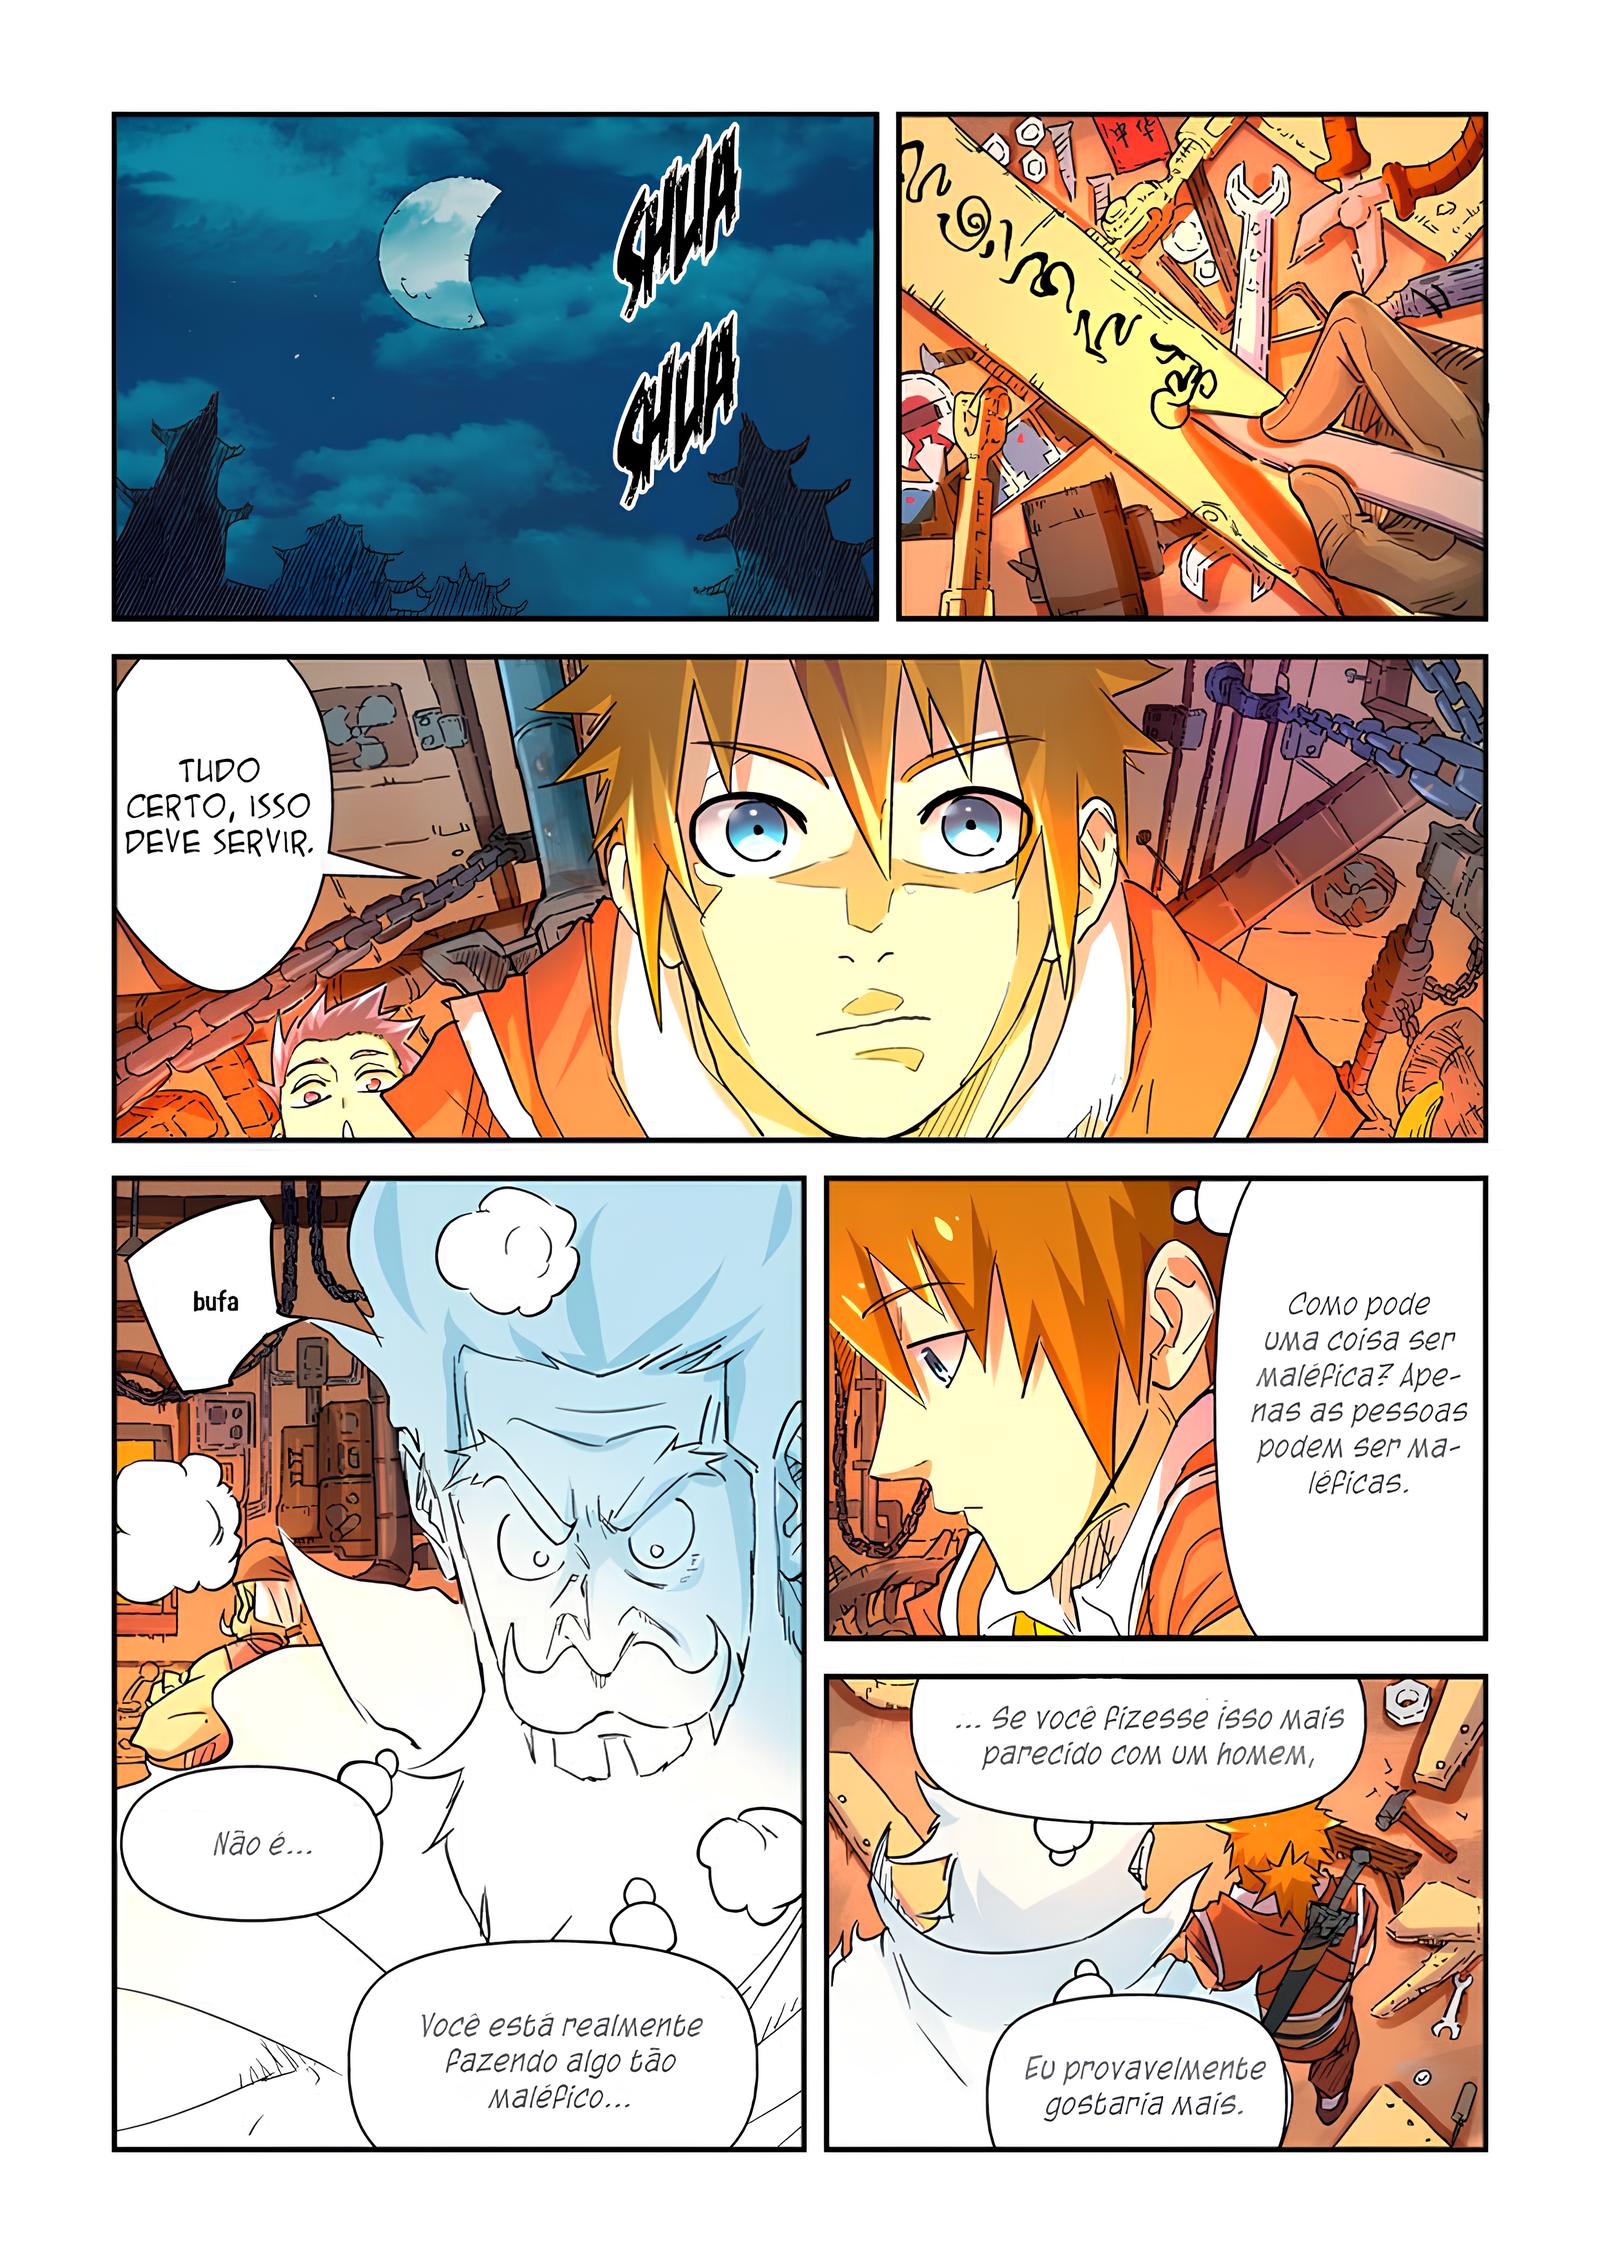 SHUA
SHUA
冲华
TUDO
CERTO, ISSO
DEVE SERVIR.
bufa
Não é...
Você está realmente
fazendo algo tão
maléfico...
Como pode
uma coisa ser
maléfica? Ape-
nas as pessoas
podem ser ma-
léficas.
... Se você fizesse isso mais
parecido com um homem,
Eu provavelmente
gostaria mais.